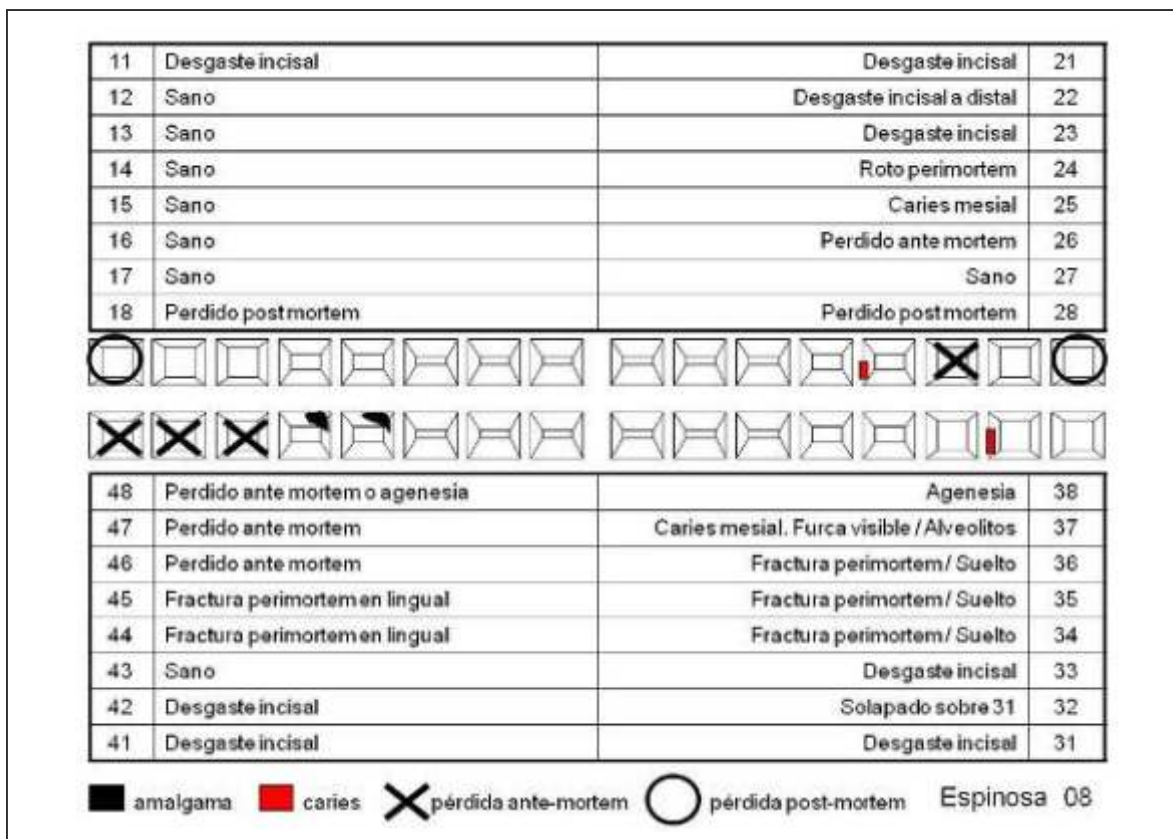 11 Desgaste incisal Desgaste incisal 21
12 Sano Desgaste incisal a distal 22
13 Sano Desgaste incisal 23
14 Sano Roto perimortem 24
15 Sano Caries mesial 25
16 Sano Perdido ante mortem 26
17 Sano Sano 27
18 Perdido post mortem Perdido post mortem 28
48 Perdido ante mortem o agenesia Agenesia 38
47 Perdido ante mortem Caries mesial. Furca visible / Alveolitos 37
46 Perdido ante mortem Fractura perimortem / Suelto 36
45 Fractura perimortem en lingual Fractura perimortem / Suelto 35
44 Fractura perimortem en lingual Fractura perimortem / Suelto 34
43 Sano Desgaste incisal 33
42 Desgaste incisal Solapado sobre 31 32
41 Desgaste incisal Desgaste incisal 31
amalgama caries pérdida ante-mortem pérdida post-mortem Espinosa 08